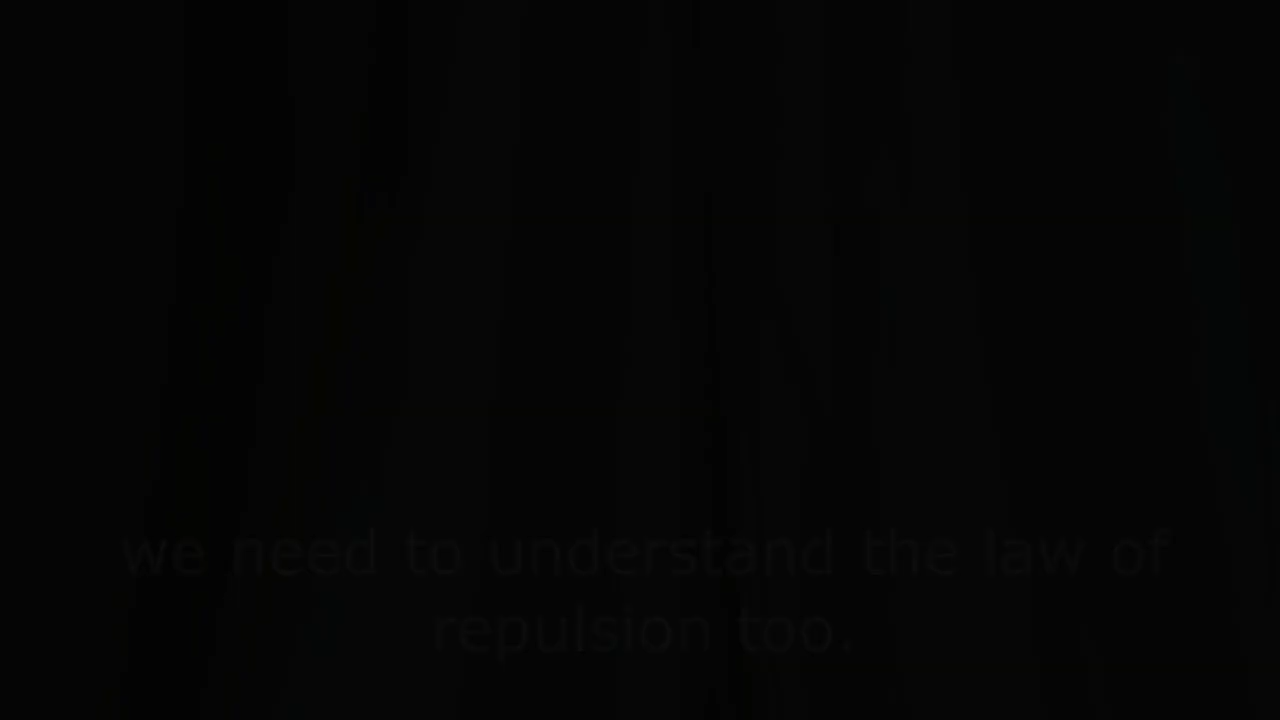 we need to understand the law of
repulsion too.